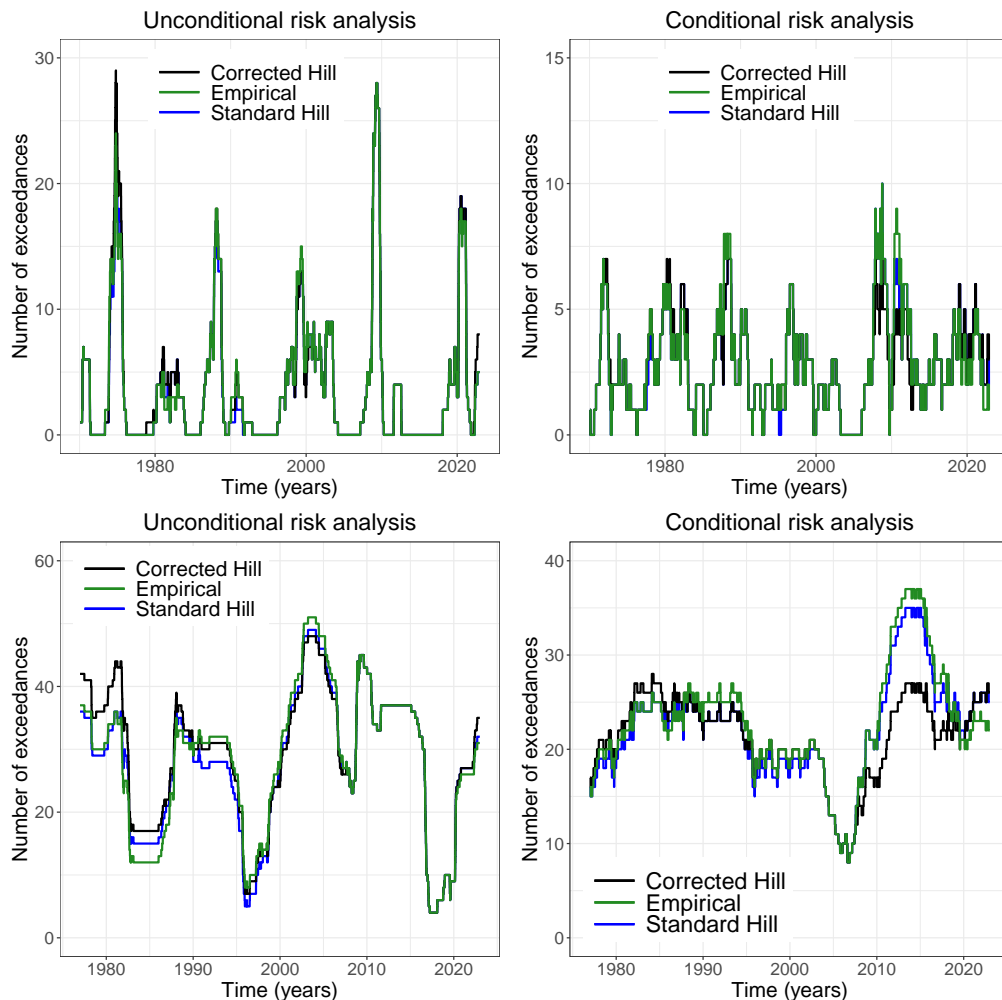 Unconditional risk analysis
Number of exceedances
30
20
10
0
Corrected Hill
Empirical
Standard Hill
1980
2000
2020
Time (years)
Conditional risk analysis
Number of exceedances
15
10
5
0
Corrected Hill
Empirical
Standard Hill
1980
2000
2020
Time (years)
Unconditional risk analysis
Number of exceedances
60
40
20
0
Corrected Hill
Empirical
Standard Hill
1980
1990
2000
2010
2020
Time (years)
Conditional risk analysis
Number of exceedances
40
30
20
10
0
Corrected Hill
Empirical
Standard Hill
1980
1990
2000
2010
2020
Time (years)